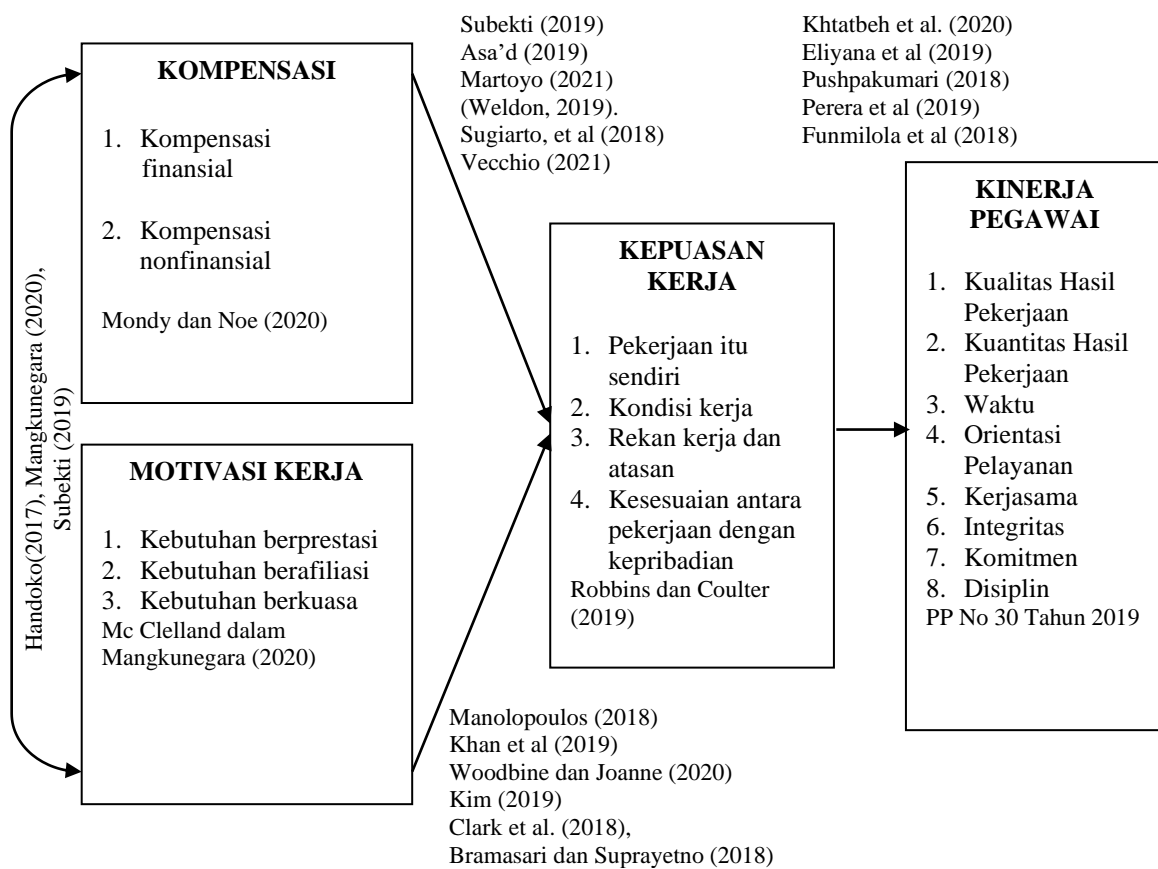 Subekti (2019)
Asa’d (2019)
Martoyo (2021)
(Weldon, 2019).
Sugiarto, et al (2018)
Vecchio (2021)
Khtatbeh et al. (2020)
Eliyana et al (2019)
Pushpakumari (2018)
Perera et al (2019)
Funmilola et al (2018)
Handoko(2017), Mangkunegara (2020),
Subekti (2019)
KOMPENSASI
1. Kompensasi
finansial
2. Kompensasi
nonfinansial
Mondy dan Noe (2020)
MOTIVASI KERJA
1. Kebutuhan berprestasi
2. Kebutuhan berafiliasi
3. Kebutuhan berkuasa
Mc Clelland dalam
Mangkunegara (2020)
KEPUASAN
KERJA
1. Pekerjaan itu
sendiri
2. Kondisi kerja
3. Rekan kerja dan
atasan
4. Kesesuaian antara
pekerjaan dengan
kepribadian
Robbins dan Coulter
(2019)
KINERJA
PEGAWAI
1. Kualitas Hasil
Pekerjaan
2. Kuantitas Hasil
Pekerjaan
3. Waktu
4. Orientasi
Pelayanan
5. Kerjasama
6. Integritas
7. Komitmen
8. Disiplin
PP No 30 Tahun 2019
Manolopoulos (2018)
Khan et al (2019)
Woodbine dan Joanne (2020)
Kim (2019)
Clark et al. (2018),
Bramasari dan Suprayetno (2018)